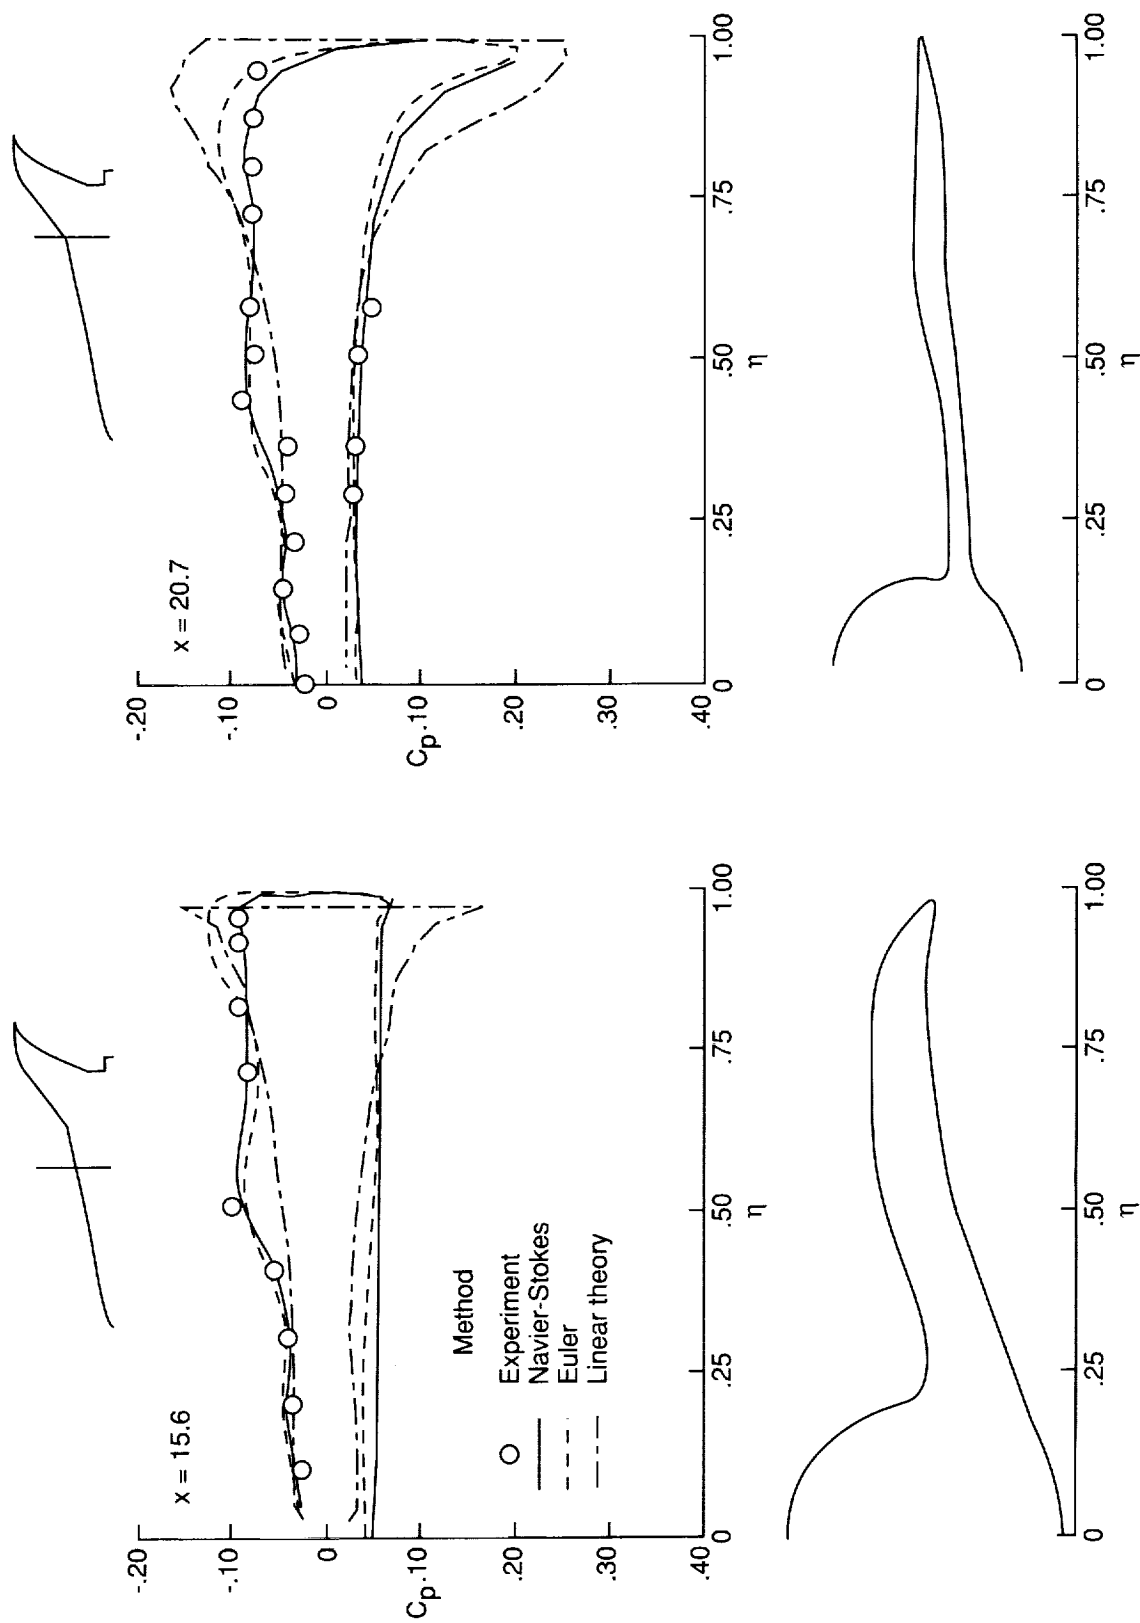 x = 15.6
-.20
-.10
0
Cp .10
.20
.30
.40
0
.25
.50
.75
1.00
η
Method
Experiment
Navier-Stokes
Euler
Linear theory
0
.25
.50
.75
1.00
η
x = 20.7
-.20
-.10
0
Cp .10
.20
.30
.40
0
.25
.50
.75
1.00
η
0
.25
.50
.75
1.00
η